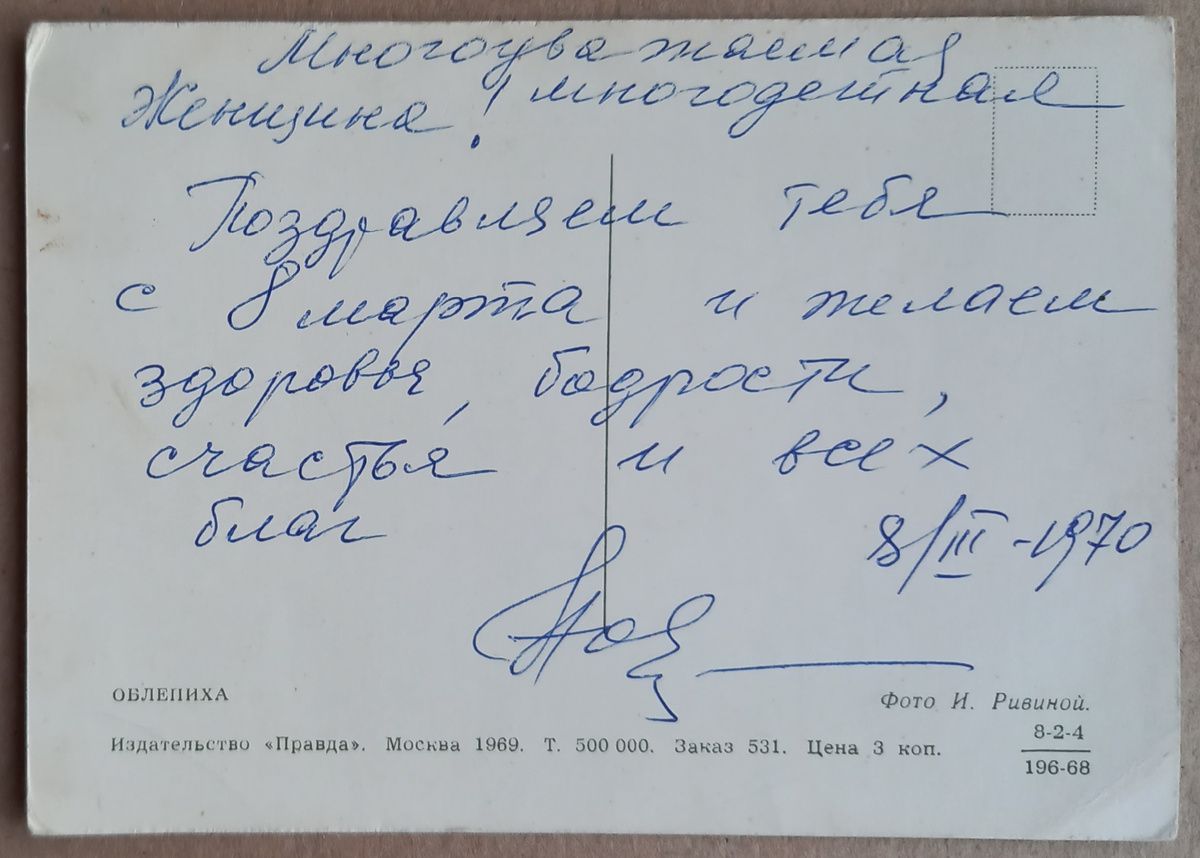 Многоуважаемая
Женщина! многодетная
Поздравляем тебя
с 8 марта и желаем
здоровья, бодрости,
счастья и всех
благ
8/III-1970
ОБЛЕПИХА
Фото И. Ривиной.
Издательство «Правда». Москва 1969. Т. 500 000. Заказ 531. Цена 3 коп.
8-2-4
196-68